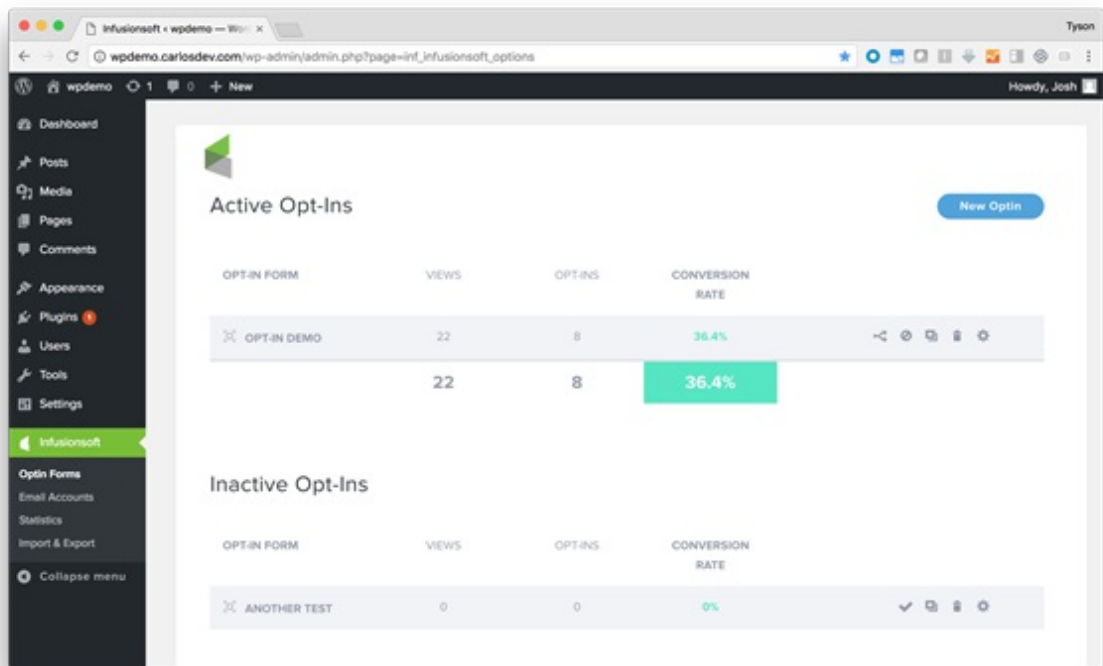 Infusionsoft ‹ wpdemo — Wor
Tyson
wpdemo.carlosdev.com/wp-admin/admin.php?page=inf_infusionsoft_options
wpdemo 1 0 + New
Howdy, Josh
Dashboard
Posts
Media
Pages
Comments
Appearance
Plugins
Users
Tools
Settings
Infusionsoft
Optin Forms
Email Accounts
Statistics
Import & Export
Collapse menu
Active Opt-Ins
New Optin
OPT-IN FORM VIEWS OPT-INS CONVERSION
RATE
OPT-IN DEMO 22 8 36.4%
22 8 36.4%
Inactive Opt-Ins
OPT-IN FORM VIEWS OPT-INS CONVERSION
RATE
ANOTHER TEST 0 0 0%